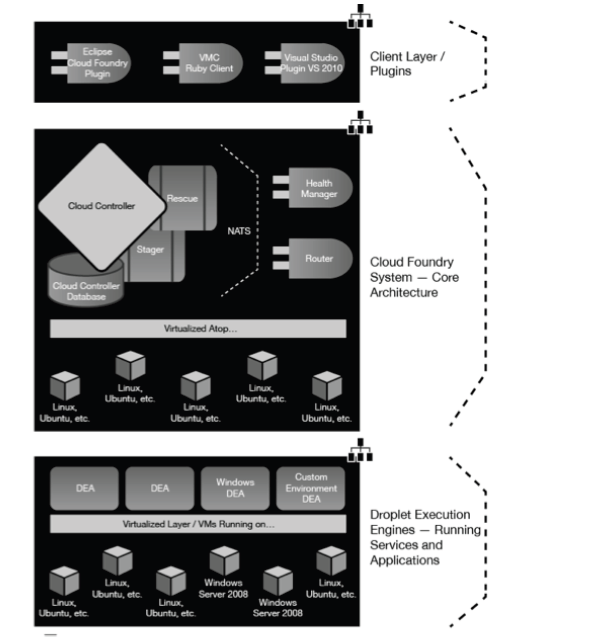 Eclipse
Cloud Foundry
Plugin
VMC
Ruby Client
Visual Studio
Plugin VS 2010
Client Layer /
Plugins
Cloud Controller
Rescue
Stager
Cloud Controller
Database
NATS
Health
Manager
Router
Cloud Foundry
System — Core
Architecture
Virtualized Atop...
Linux,
Ubuntu, etc.
Linux,
Ubuntu, etc.
Linux,
Ubuntu, etc.
Linux,
Ubuntu, etc.
Linux,
Ubuntu, etc.
DEA
DEA
Windows
DEA
Custom
Environment
DEA
Droplet Execution
Engines — Running
Services and
Applications
Virtualized Layer / VMs Running on...
Linux,
Ubuntu, etc.
Linux,
Ubuntu, etc.
Linux,
Ubuntu, etc.
Windows
Server 2008
Windows
Server 2008
Linux,
Ubuntu, etc.